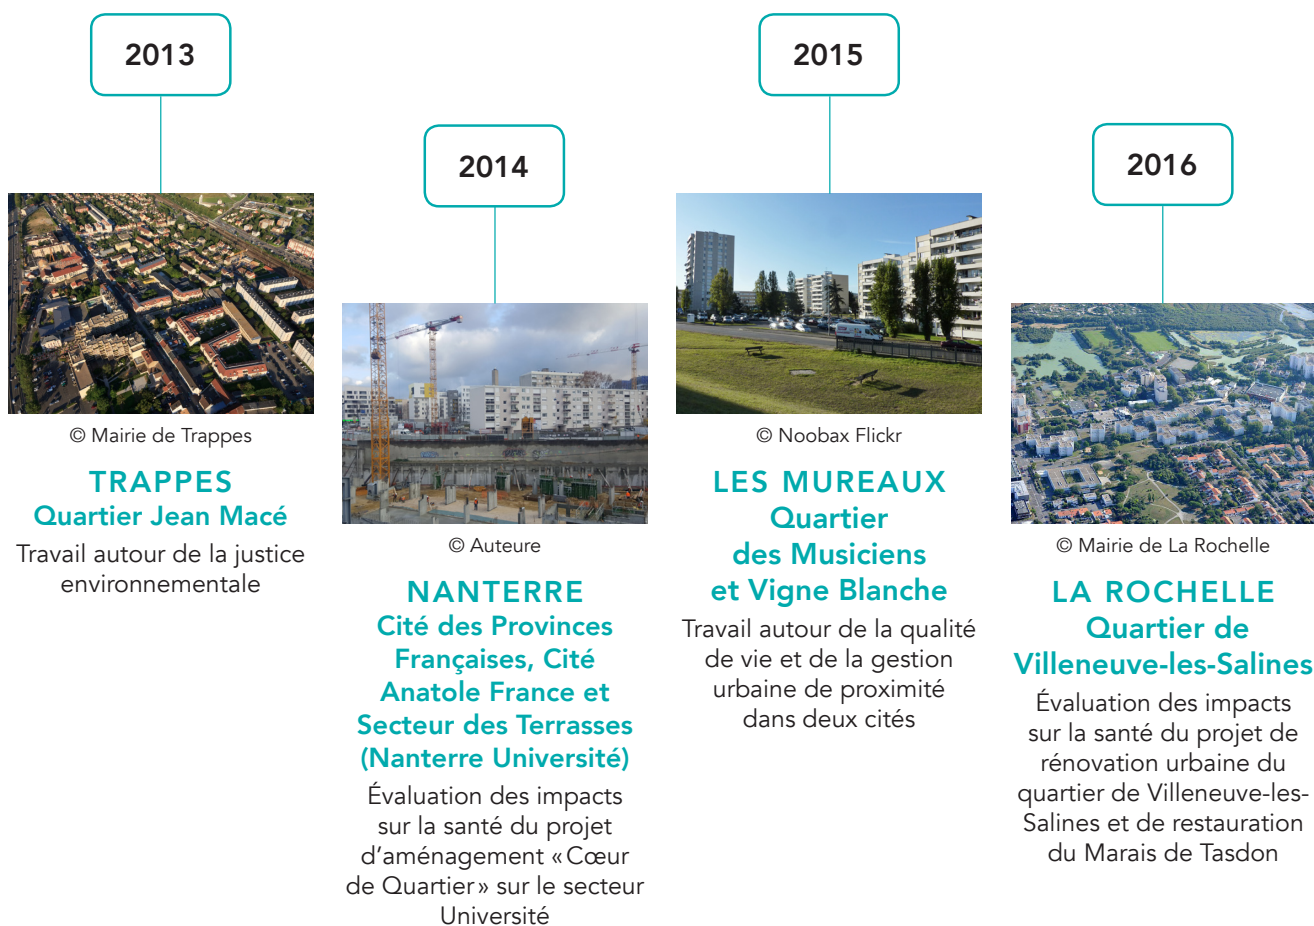 2013
© Mairie de Trappes
TRAPPES
Quartier Jean Macé
Travail autour de la justice
environnementale
2014
© Auteure
NANTERRE
Cité des Provinces
Françaises, Cité
Anatole France et
Secteur des Terrasses
(Nanterre Université)
Évaluation des impacts
sur la santé du projet
d’aménagement « Cœur
de Quartier » sur le secteur
Université
2015
© Noobax Flickr
LES MUREAUX
Quartier
des Musiciens
et Vigne Blanche
Travail autour de la qualité
de vie et de la gestion
urbaine de proximité
dans deux cités
2016
© Mairie de La Rochelle
LA ROCHELLE
Quartier de
Villeneuve-les-Salines
Évaluation des impacts
sur la santé du projet de
rénovation urbaine du
quartier de Villeneuve-les-
Salines et de restauration
du Marais de Tasdon